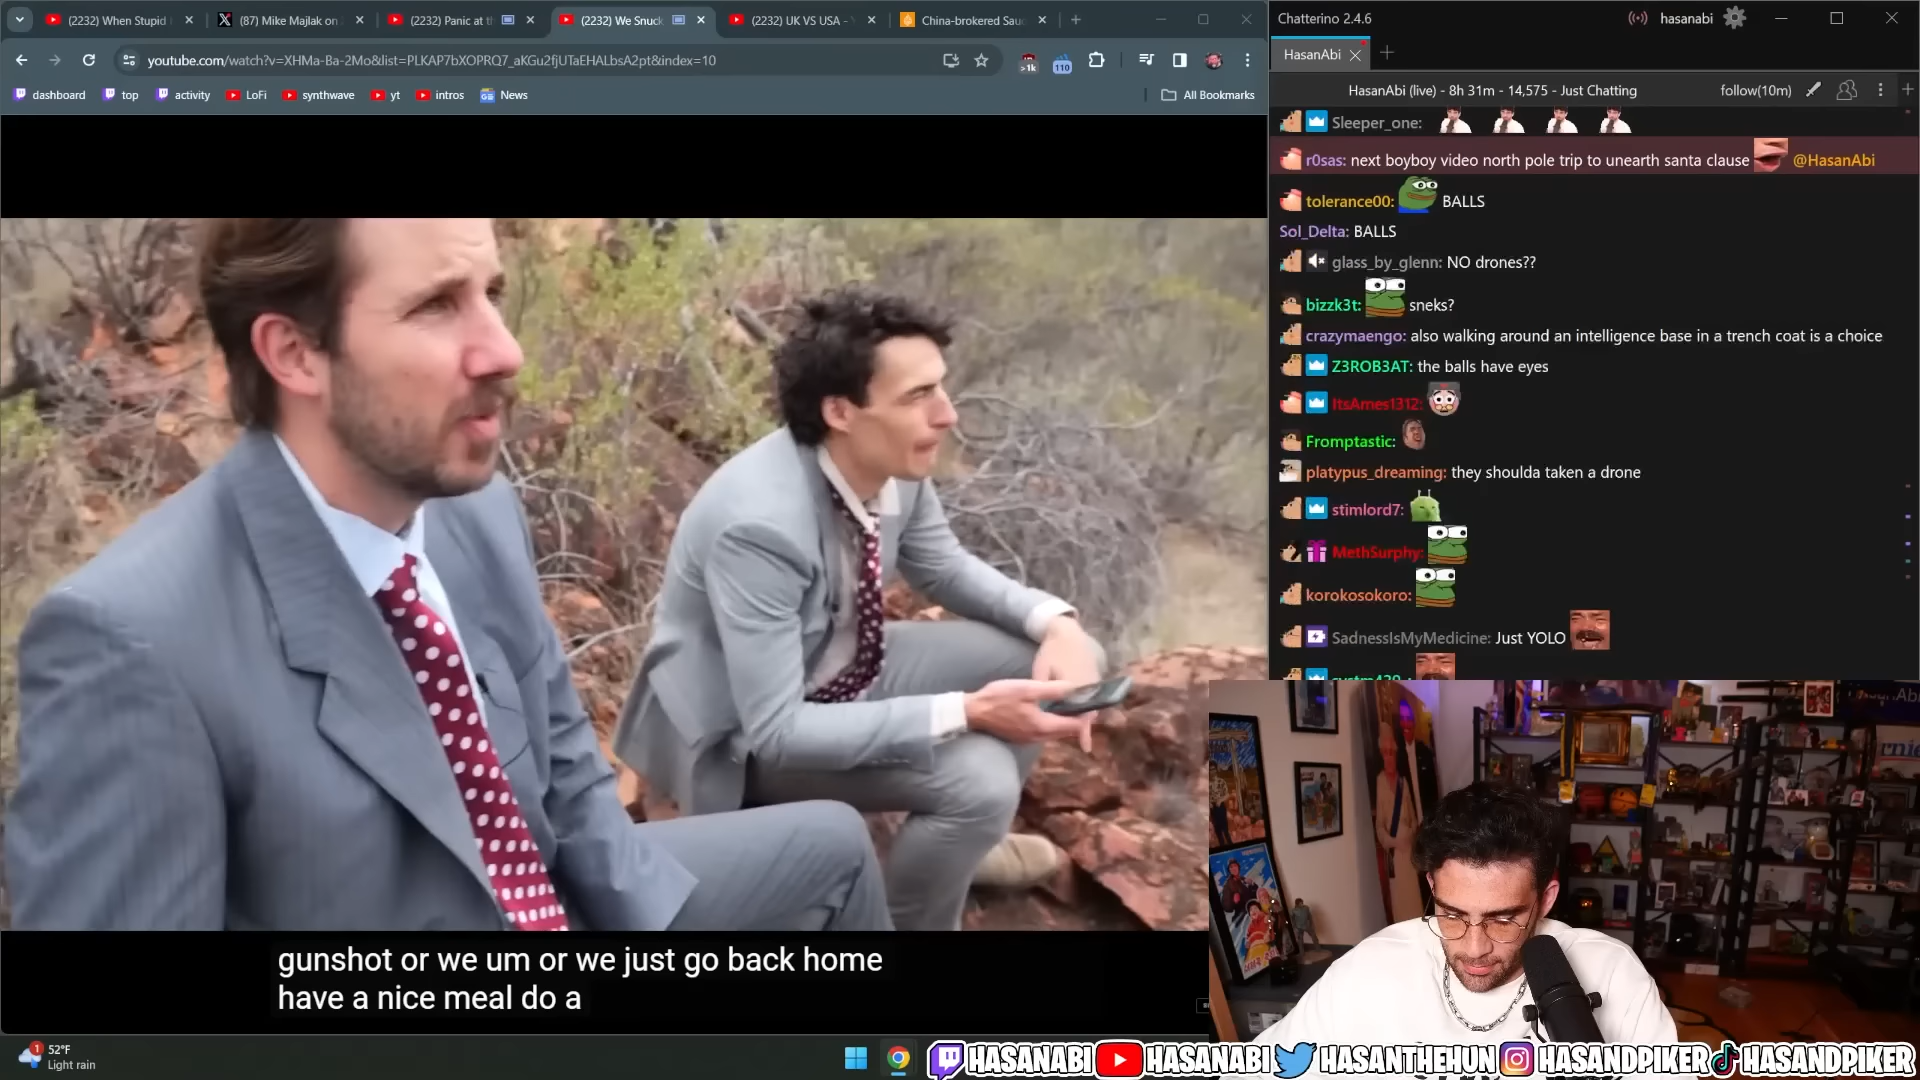 (2232) When Stupid
(87) Mike Majlak on
(2232) Panic at th
(2232) We Snuck
(2232) UK VS USA -
China-brokered Sau
youtube.com/watch?v=XHMa-Ba-2Mo&list=PLKAP7bXOPRQ7_aKGu2fjUTaEHALbsA2pt&index=10
>1k
110
dashboard
top
activity
LoFi
synthwave
yt
intros
News
All Bookmarks
Chatterino 2.4.6
hasanabi
HasanAbi
HasanAbi (live) - 8h 31m - 14,575 - Just Chatting
follow(10m)
Sleeper_one:
r0sas: next boyboy video north pole trip to unearth santa clause @HasanAbi
tolerance00: BALLS
Sol_Delta: BALLS
glass_by_glenn: NO drones??
bizzk3t: sneks?
crazymaengo: also walking around an intelligence base in a trench coat is a choice
Z3ROB3AT: the balls have eyes
ItsAmes1312:
Fromptastic:
platypus_dreaming: they shoulda taken a drone
stimlord7:
MethSurphy:
korokosokoro:
SadnessIsMyMedicine: Just YOLO
gunshot or we um or we just go back home
have a nice meal do a
1
52°F
Light rain
HASANABI
HASANABI
HASANTHEHUN
HASANDPIKER
HASANDPIKER